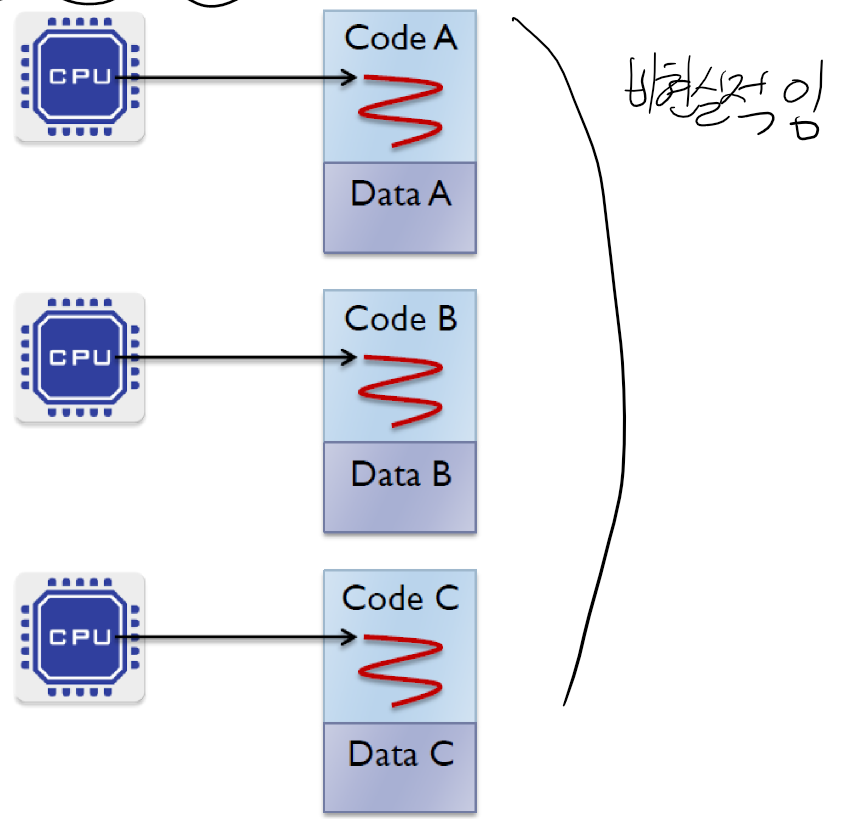 CPU
Code A
Data A
비현실적임
CPU
Code B
Data B
CPU
Code C
Data C